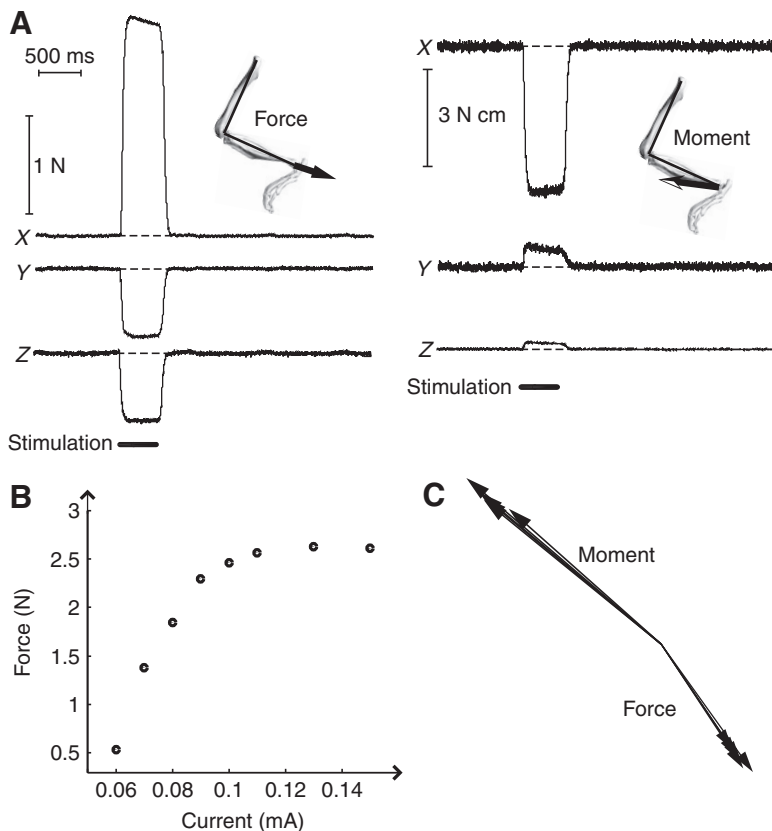 A
500 ms
1 N
Force
X
Y
Z
Stimulation
X
3 N cm
Moment
Y
Z
Stimulation
B
3
2.5
2
1.5
1
0.5
Force (N)
0.06 0.08 0.1 0.12 0.14
Current (mA)
C
Moment
Force